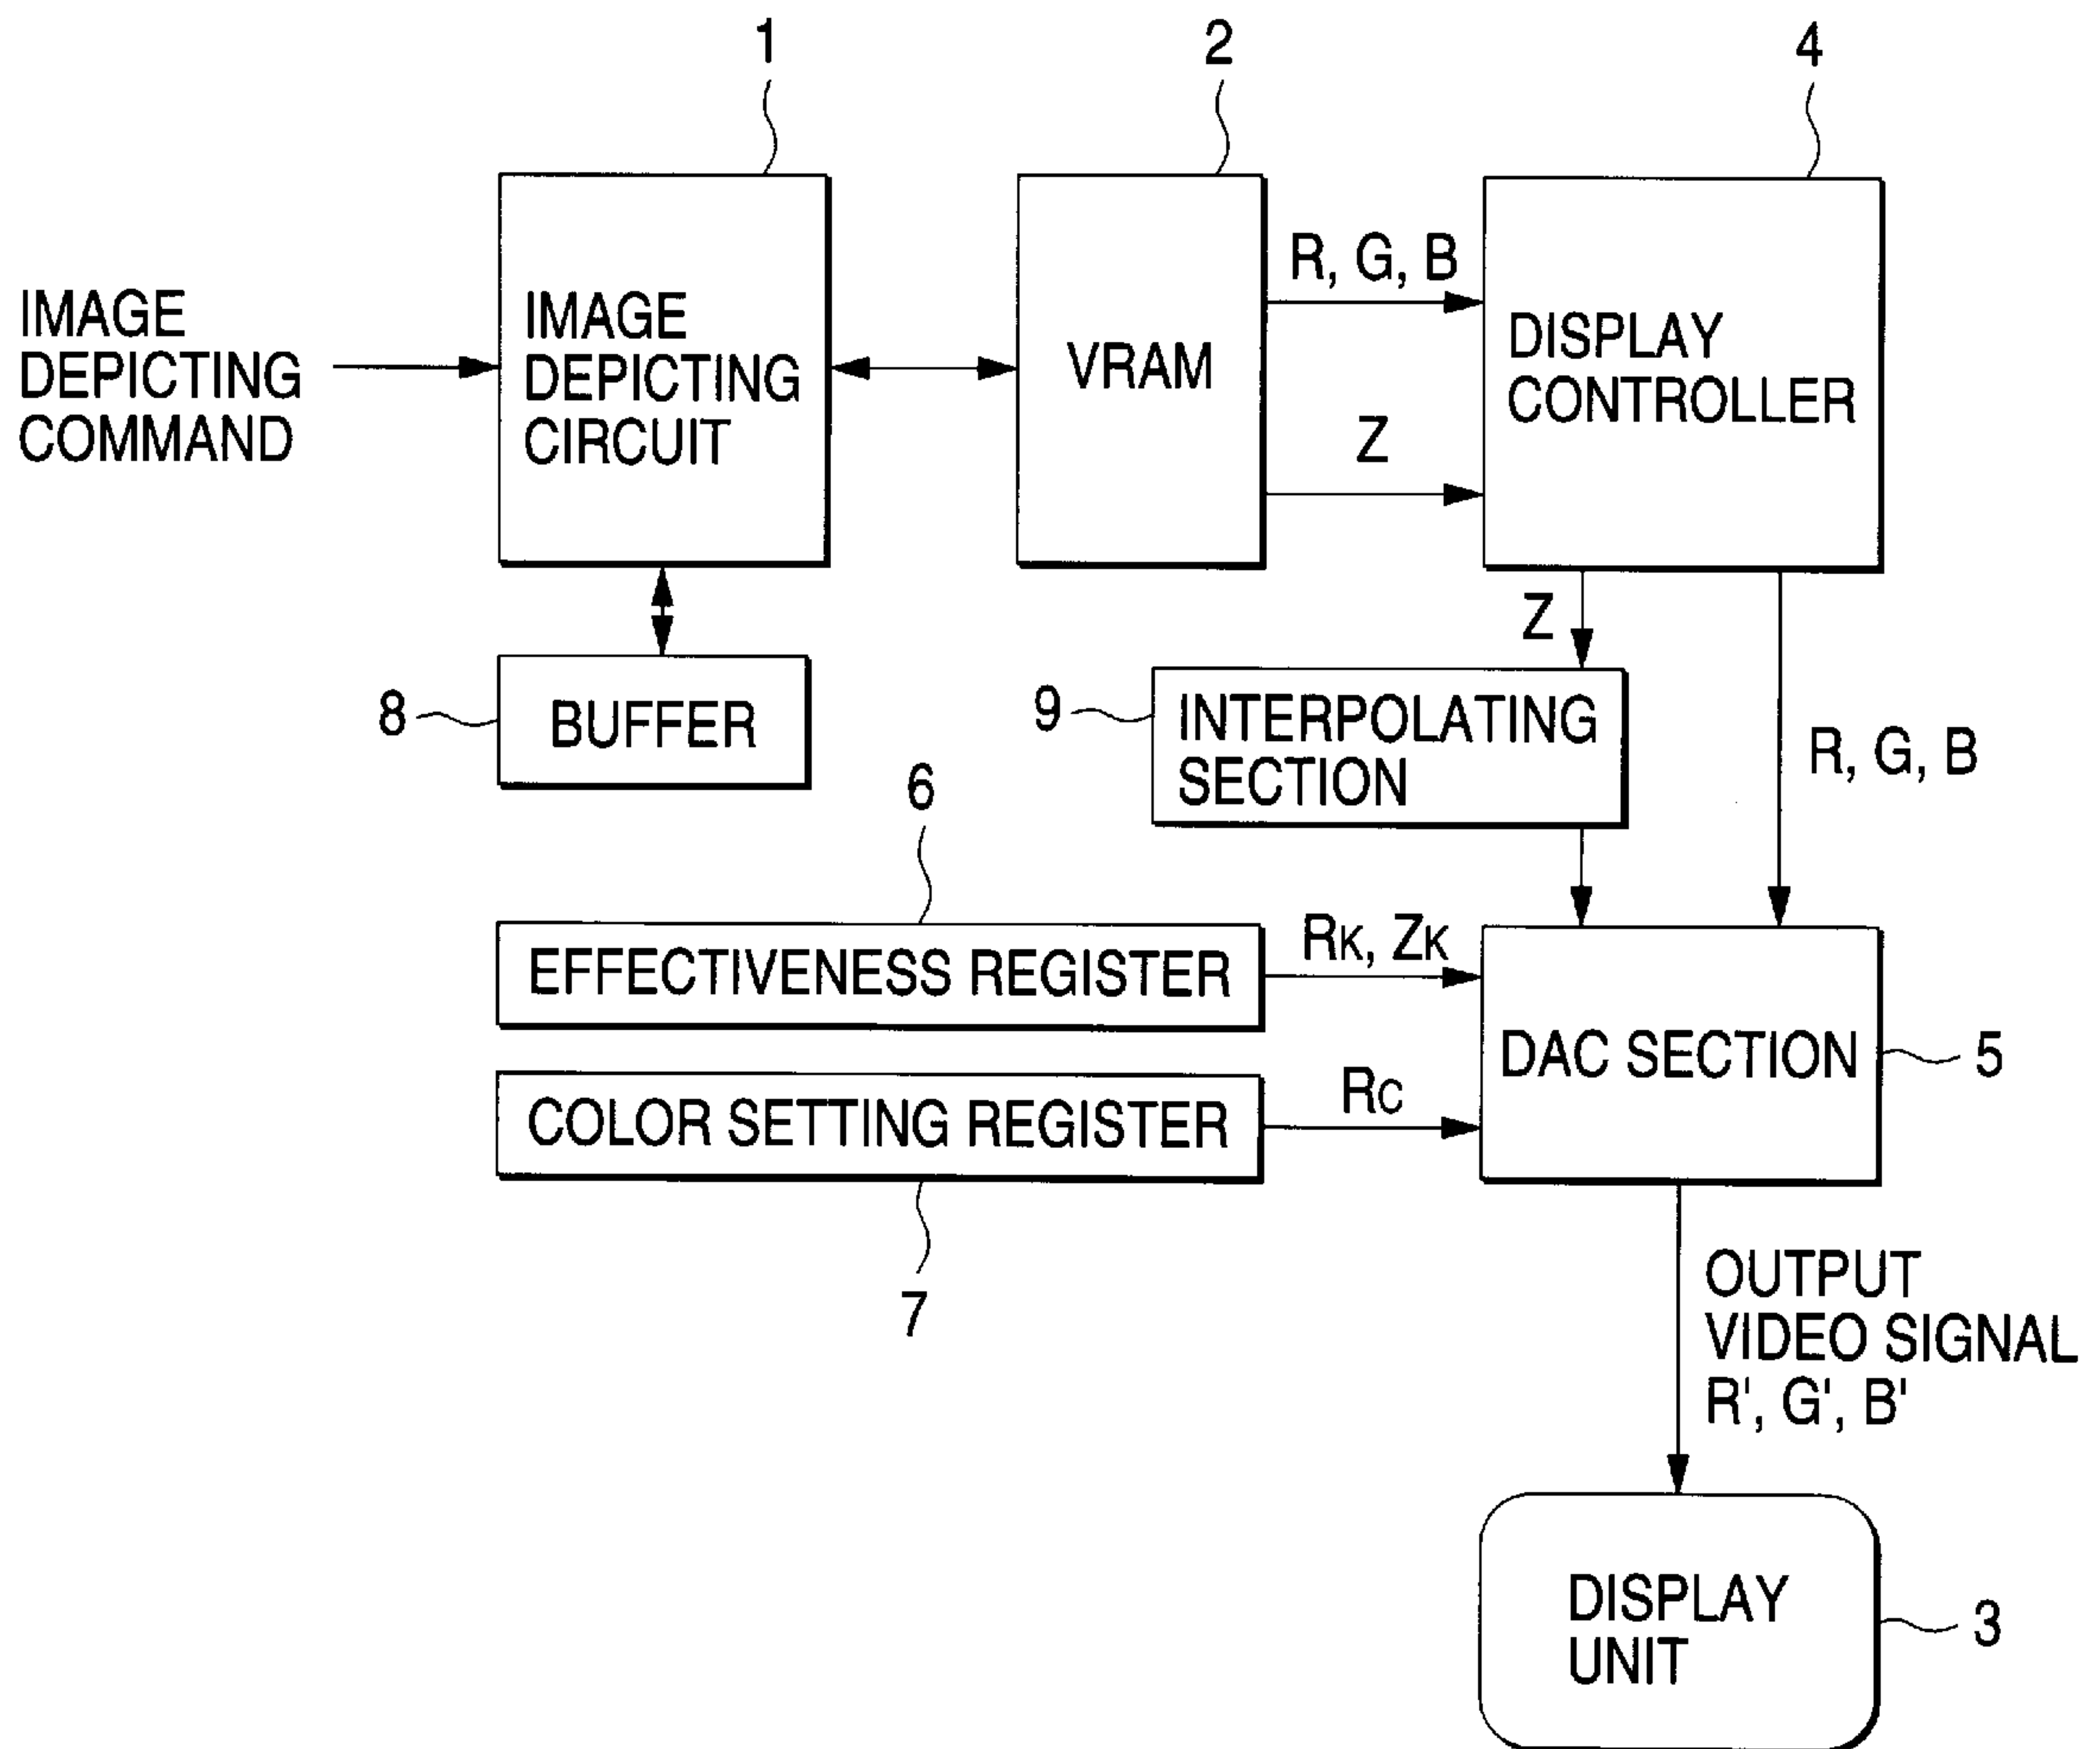 1
2
4
IMAGE
DEPICTING
COMMAND
IMAGE
DEPICTING
CIRCUIT
VRAM
R, G, B
Z
DISPLAY
CONTROLLER
Z
R, G, B
8
BUFFER
9
INTERPOLATING
SECTION
6
EFFECTIVENESS REGISTER
RK, ZK
COLOR SETTING REGISTER
RC
7
DAC SECTION
5
OUTPUT
VIDEO SIGNAL
R', G', B'
DISPLAY
UNIT
3